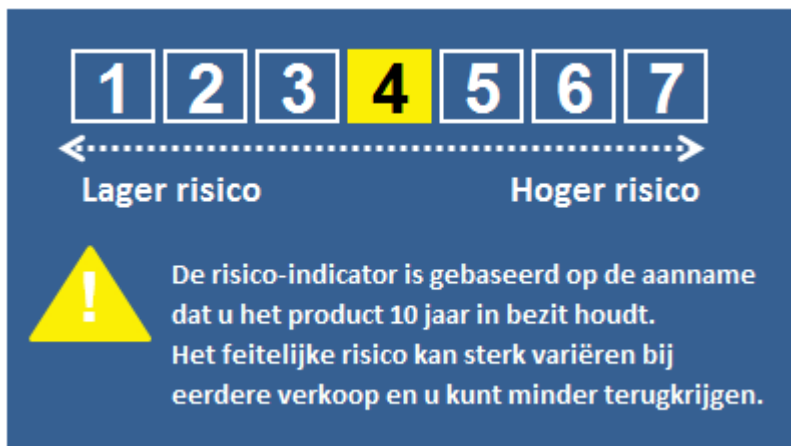 1 2 3 4 5 6 7
Lager risico Hoger risico
!
De risico-indicator is gebaseerd op de aanname
dat u het product 10 jaar in bezit houdt.
Het feitelijke risico kan sterk variëren bij
eerdere verkoop en u kunt minder terugkrijgen.